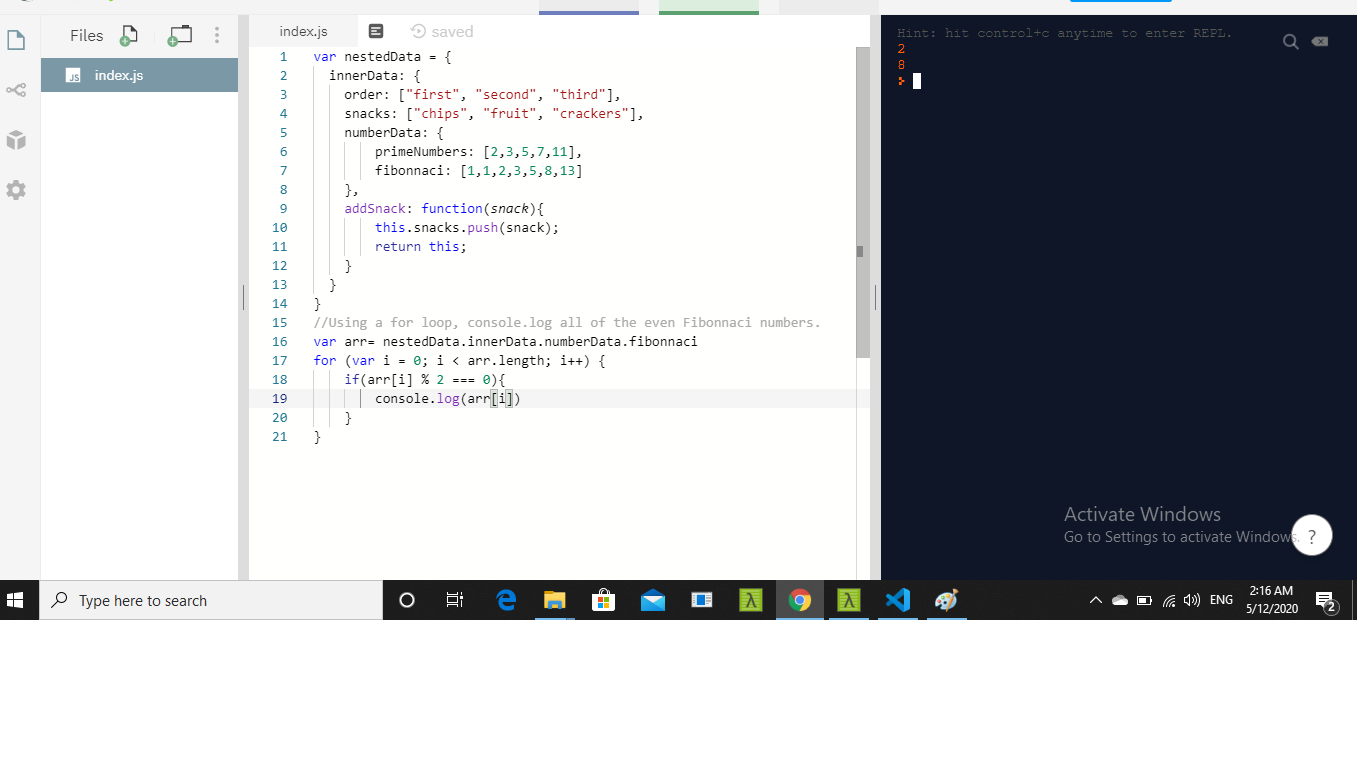 Files
index.js
index.js
saved
1 var nestedData = {
2 innerData: {
3 order: ["first", "second", "third"],
4 snacks: ["chips", "fruit", "crackers"],
5 numberData: {
6 primeNumbers: [2,3,5,7,11],
7 fibonnaci: [1,1,2,3,5,8,13]
8 },
9 addSnack: function(snack){
10 this.snacks.push(snack);
11 return this;
12 }
13 }
14 }
15 //Using a for loop, console.log all of the even Fibonnaci numbers.
16 var arr= nestedData.innerData.numberData.fibonnaci
17 for (var i = 0; i < arr.length; i++) {
18 if(arr[i] % 2 === 0){
19 console.log(arr[i])
20 }
21 }
Hint: hit control+c anytime to enter REPL.
2
8
>
Activate Windows
Go to Settings to activate Windows.
?
Type here to search
ENG
2:16 AM
5/12/2020
2